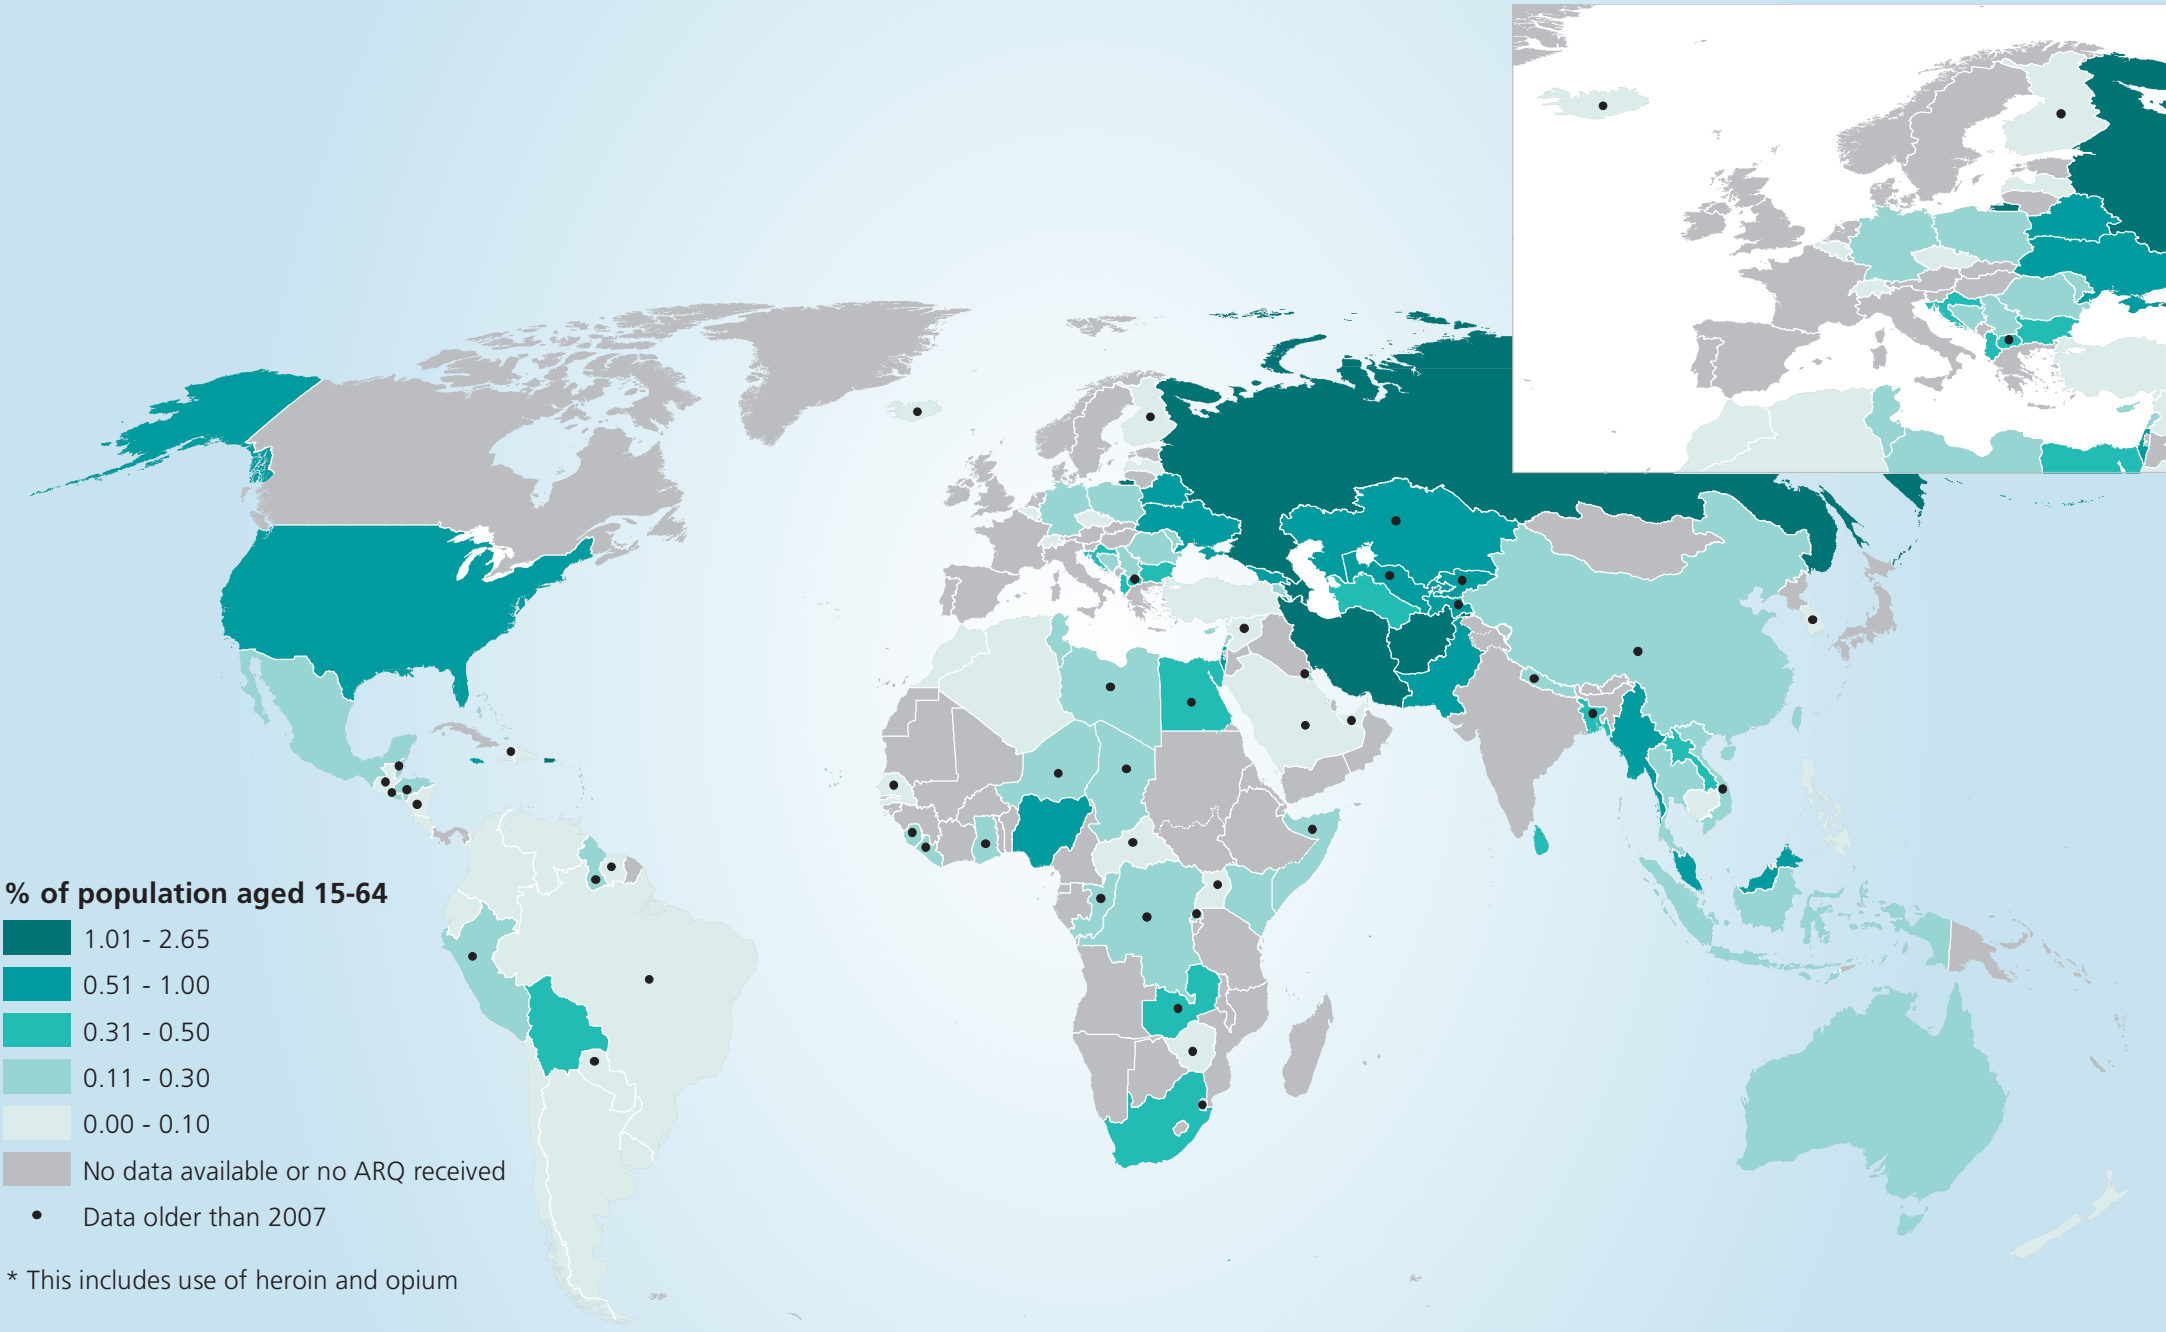 % of population aged 15-64
1.01 - 2.65
0.51 - 1.00
0.31 - 0.50
0.11 - 0.30
0.00 - 0.10
No data available or no ARQ received
Data older than 2007
* This includes use of heroin and opium